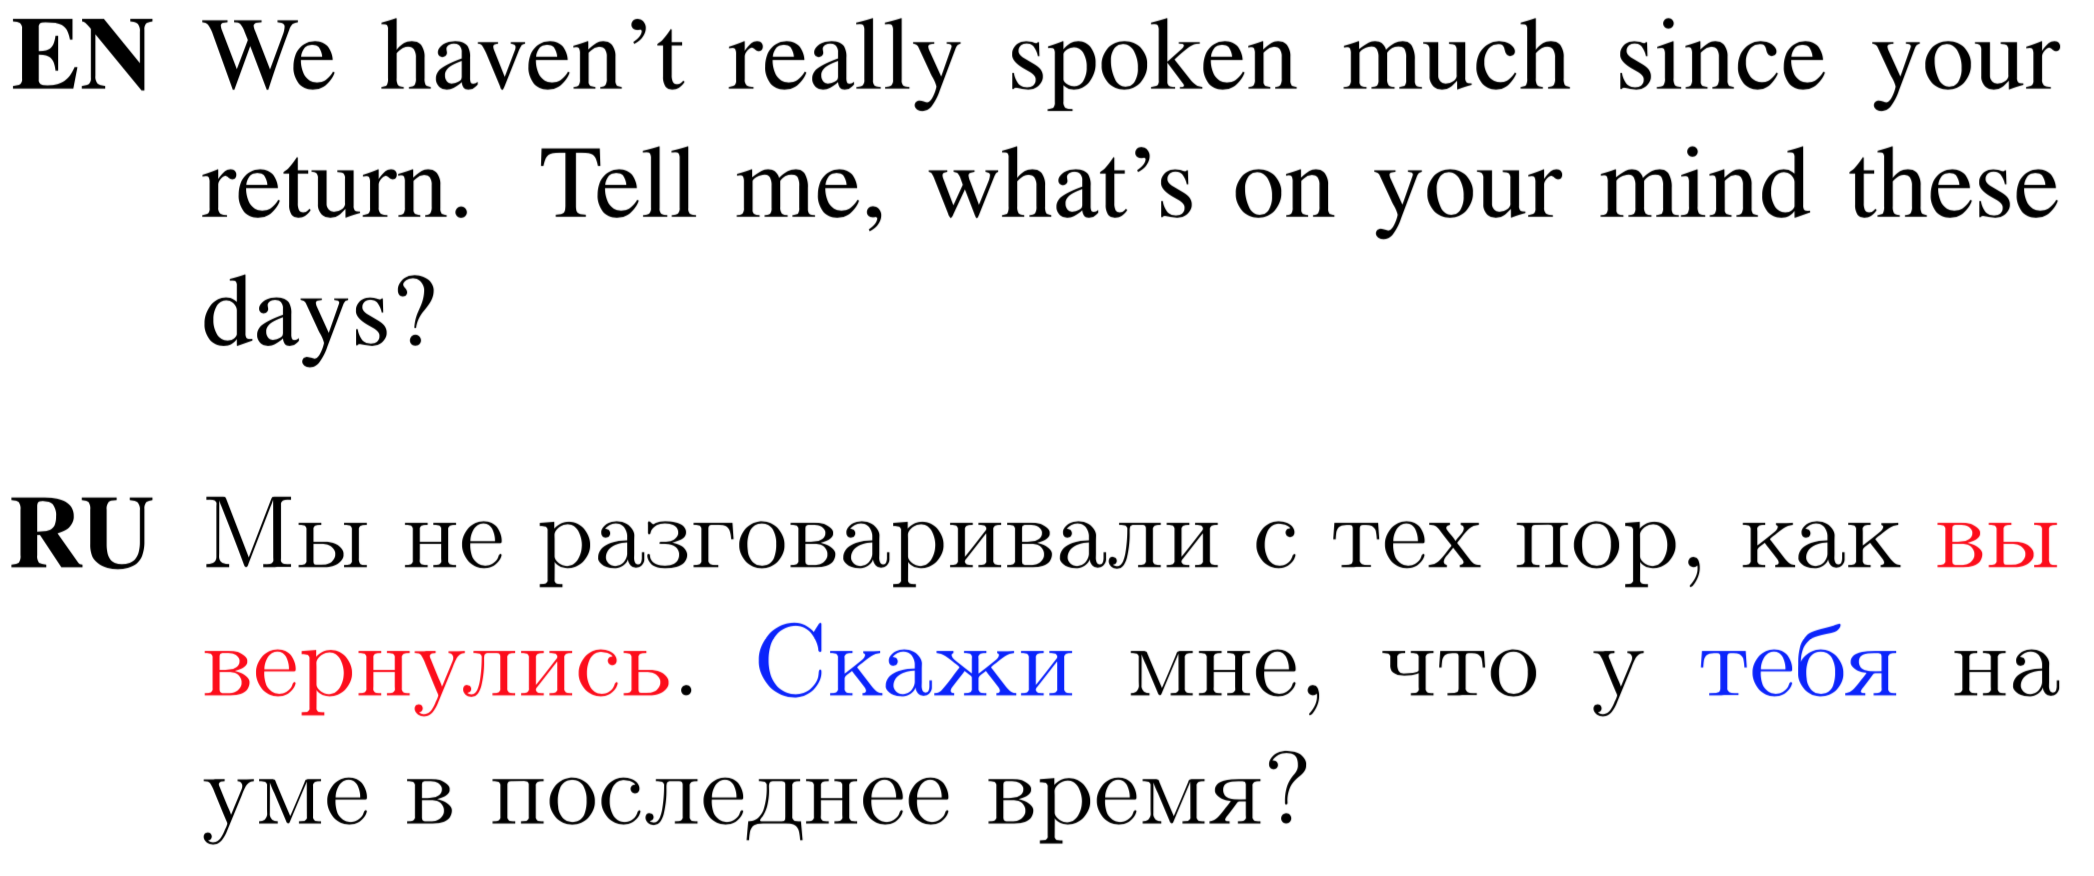 EN We haven’t really spoken much since your
return. Tell me, what’s on your mind these
days?
RU Мы не разговаривали с тех пор, как вы
вернулись. Скажи мне, что у тебя на
уме в последнее время?